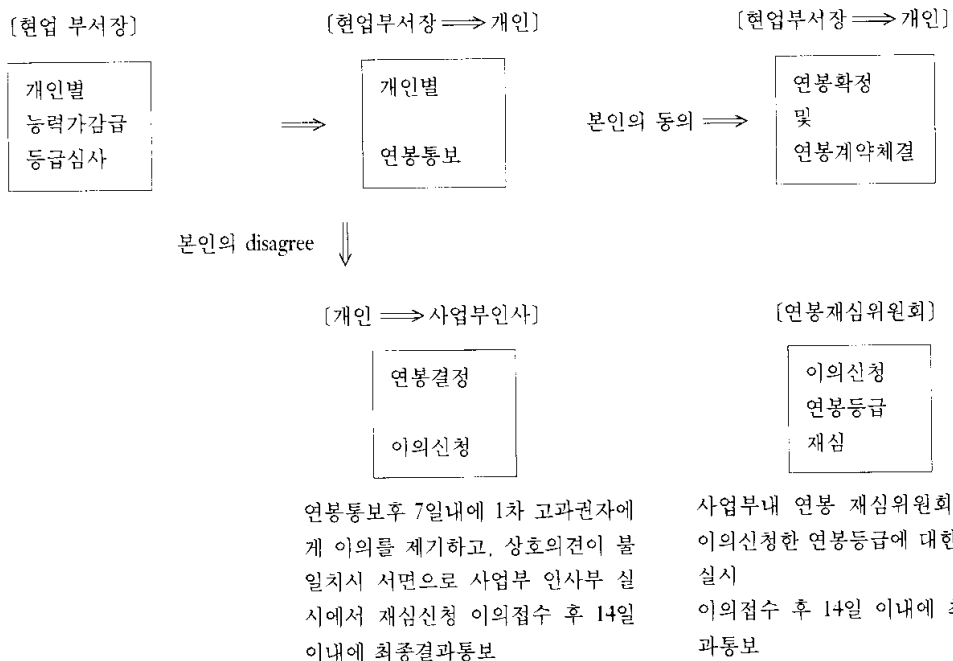 [현업 부서장]
개인별
능력가감급
등급심사
[현업부서장 ⟹ 개인]
개인별
연봉통보
본인의 동의 ⟹
[현업부서장 ⟹ 개인]
연봉확정
및
연봉계약체결
본인의 disagree
[개인 ⟹ 사업부인사]
연봉결정
이의신청
연봉통보후 7일내에 1차 고과권자에
게 이의를 제기하고, 상호의견이 불
일치시 서면으로 사업부 인사부 실
시에서 재심신청 이의접수 후 14일
이내에 최종결과통보
[연봉재심위원회]
이의신청
연봉등급
재심
사업부내 연봉 재심위원회
이의신청한 연봉등급에 대한
실시
이의접수 후 14일 이내에
과통보